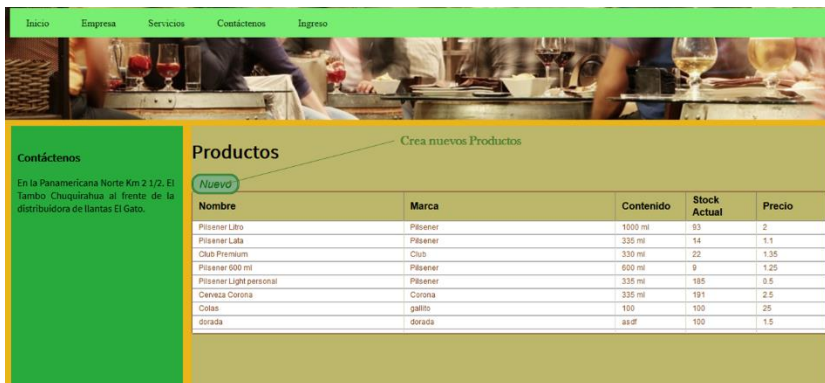 Inicio Empresa Servicios Contáctenos Ingreso
Contáctenos
En la Panamericana Norte Km 2 1/2. El
Tambo Chuquirahua al frente de la
distribuidora de llantas El Gato.
Productos
Crea nuevos Productos
Nuevo
Nombre Marca Contenido Stock Actual Precio
Pilsener Litro Pilsener 1000 ml 93 2
Pilsener Lata Pilsener 335 ml 14 1.1
Club Premium Club 330 ml 22 1.35
Pilsener 600 ml Pilsener 600 ml 9 1.25
Pilsener Light personal Pilsener 335 ml 185 0.5
Cerveza Corona Corona 335 ml 191 2.5
Colas gallito 100 100 25
dorada dorada asdf 100 1.5